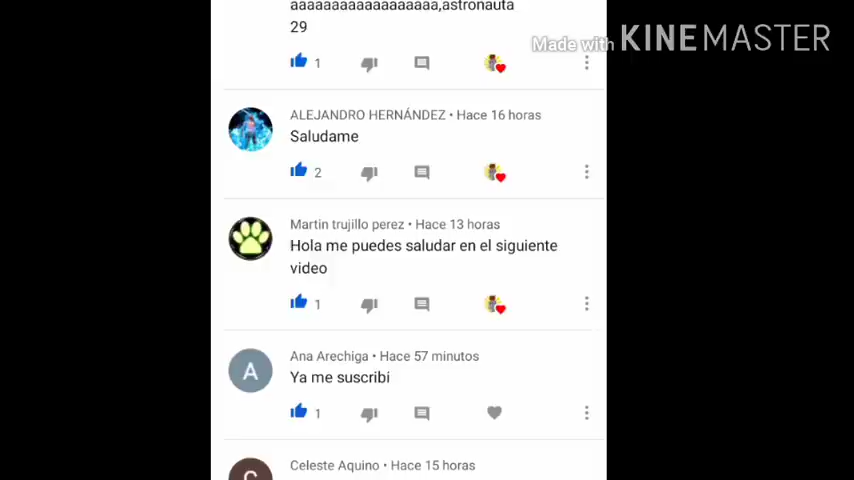 aaaaaaaaaaaaaaaaaa,astronauta
29
1
Made with KINEMASTER
ALEJANDRO HERNÁNDEZ • Hace 16 horas
Saludame
2
Martin trujillo perez • Hace 13 horas
Hola me puedes saludar en el siguiente
video
1
A
Ana Arechiga • Hace 57 minutos
Ya me suscribi
1
C
Celeste Aquino • Hace 15 horas